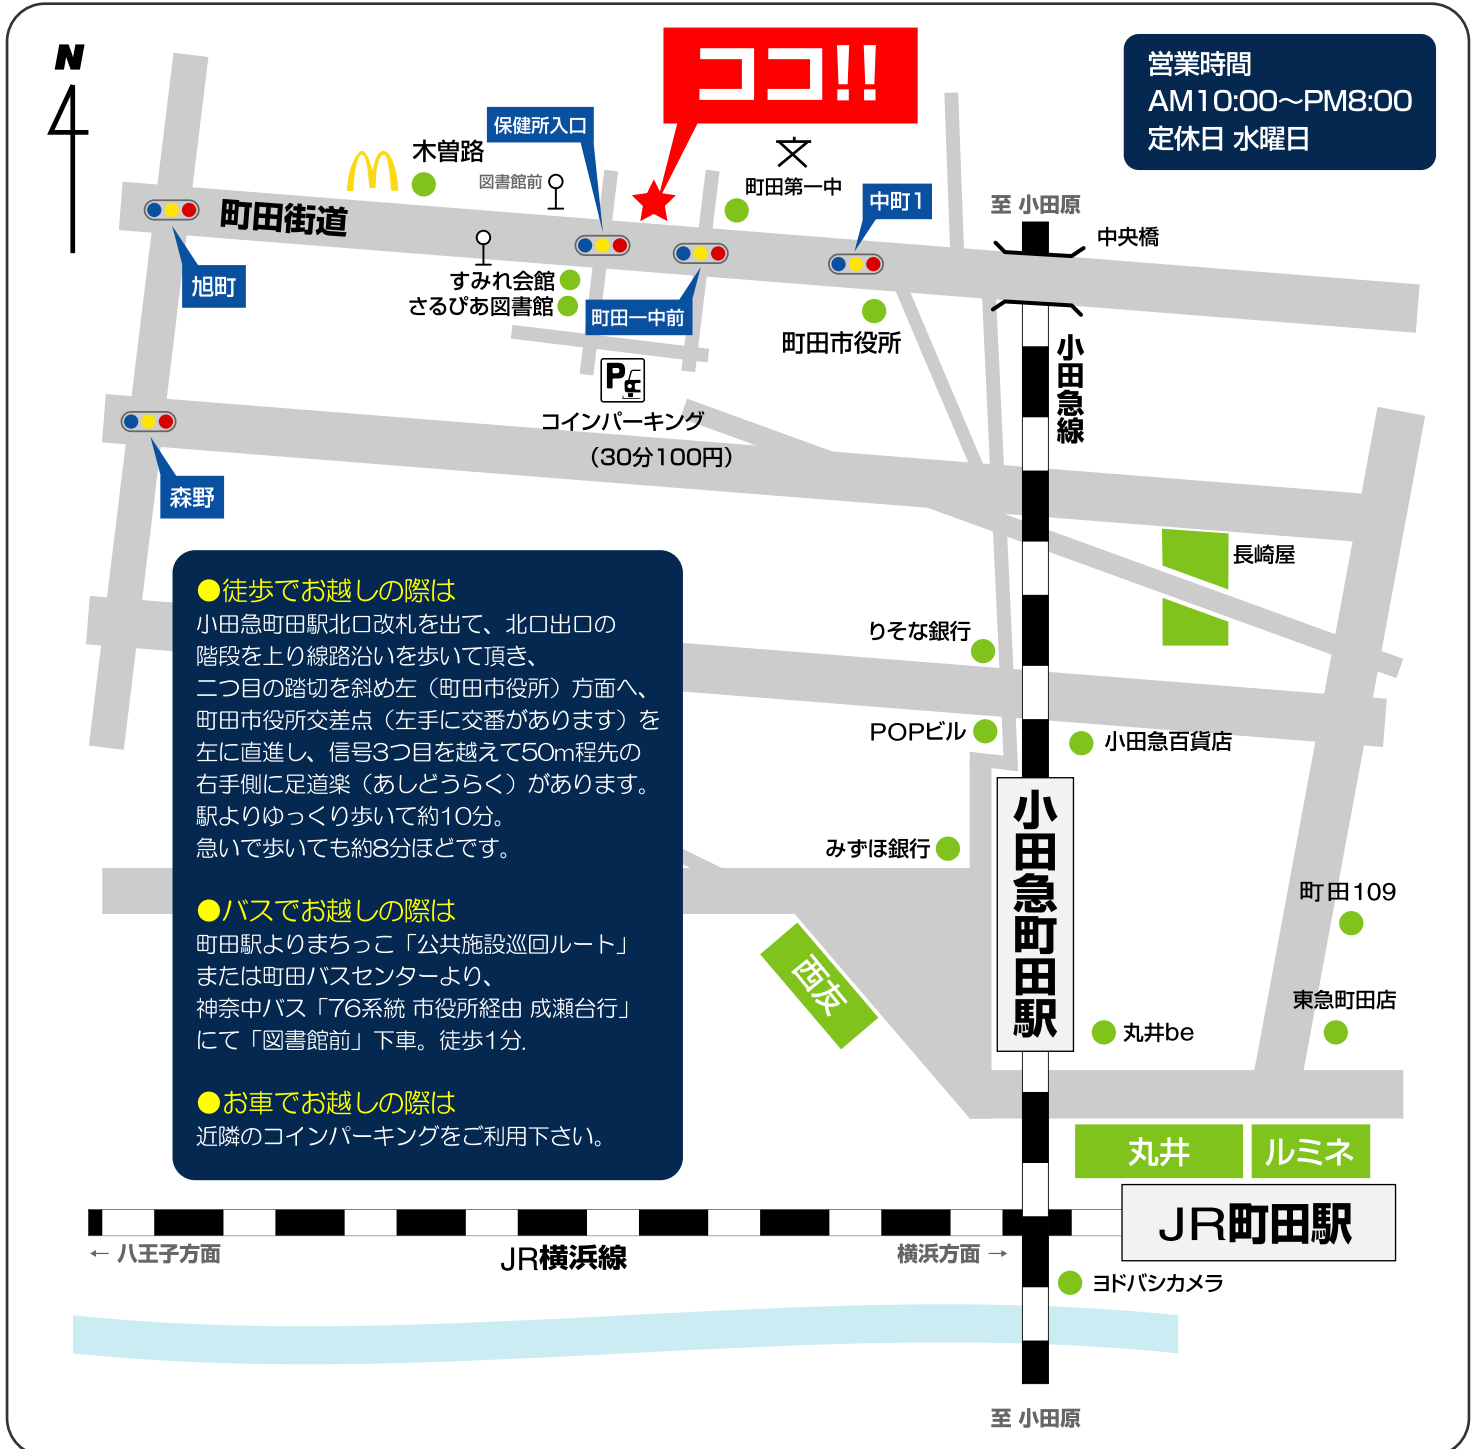 N
ココ!!
営業時間
AM10:00～PM8:00
定休日 水曜日
保健所入口
木曽路
図書館前
町田第一中
中町1
至 小田原
中央橋
町田街道
旭町
すみれ会館
さるぴあ図書館
町田一中前
町田市役所
小田急線
P
コインパーキング
（30分100円）
森野
長崎屋
●徒歩でお越しの際は
小田急町田駅北口改札を出て、北口出口の
階段を上り線路沿いを歩いて頂き、
二つ目の踏切を斜め左（町田市役所）方面へ、
町田市役所交差点（左手に交番があります）を
左に直進し、信号3つ目を越えて50m程先の
右手側に足道楽（あしどうらく）があります。
駅よりゆっくり歩いて約10分。
急いで歩いても約8分ほどです。
●バスでお越しの際は
町田駅よりまちっこ「公共施設巡回ルート」
または町田バスセンターより、
神奈中バス「76系統 市役所経由 成瀬台行」
にて「図書館前」下車。徒歩1分.
●お車でお越しの際は
近隣のコインパーキングをご利用下さい。
りそな銀行
POPビル
小田急百貨店
小田急町田駅
みずほ銀行
町田109
西友
東急町田店
丸井be
丸井
ルミネ
JR町田駅
← 八王子方面
JR横浜線
横浜方面 →
ヨドバシカメラ
至 小田原